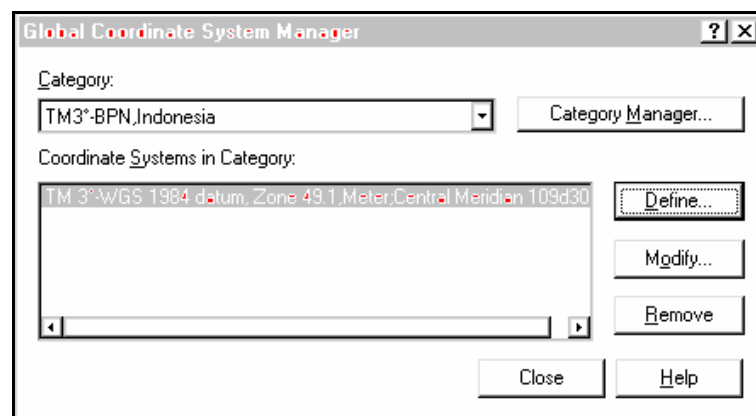 Global Coordinate System Manager
Category:
TM3°-BPN,Indonesia
Category Manager...
Coordinate Systems in Category:
TM 3°-WGS 1984 datum, Zone 49.1,Meter;Central Meridian 109d30
Define...
Modify...
Remove
Close
Help